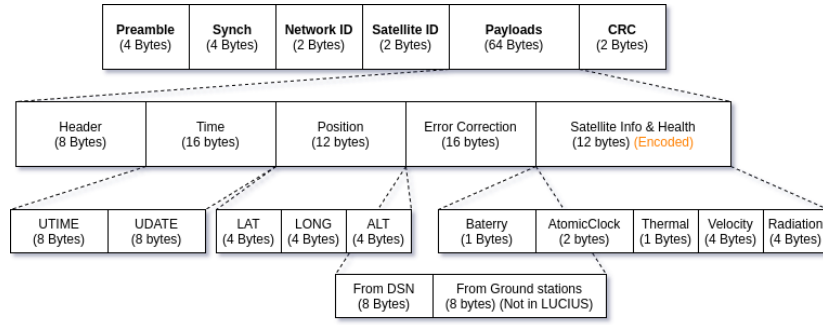 Preamble
(4 Bytes)
Synch
(4 Bytes)
Network ID
(2 Bytes)
Satellite ID
(2 Bytes)
Payloads
(64 Bytes)
CRC
(2 Bytes)
Header
(8 Bytes)
Time
(16 bytes)
Position
(12 bytes)
Error Correction
(16 bytes)
Satellite Info & Health
(12 bytes) (Encoded)
UTIME
(8 Bytes)
UDATE
(8 bytes)
LAT
(4 Bytes)
LONG
(4 Bytes)
ALT
(4 Bytes)
Baterry
(1 Bytes)
AtomicClock
(2 bytes)
Thermal
(1 Bytes)
Velocity
(4 Bytes)
Radiation
(4 Bytes)
From DSN
(8 Bytes)
From Ground stations
(8 bytes) (Not in LUCIUS)